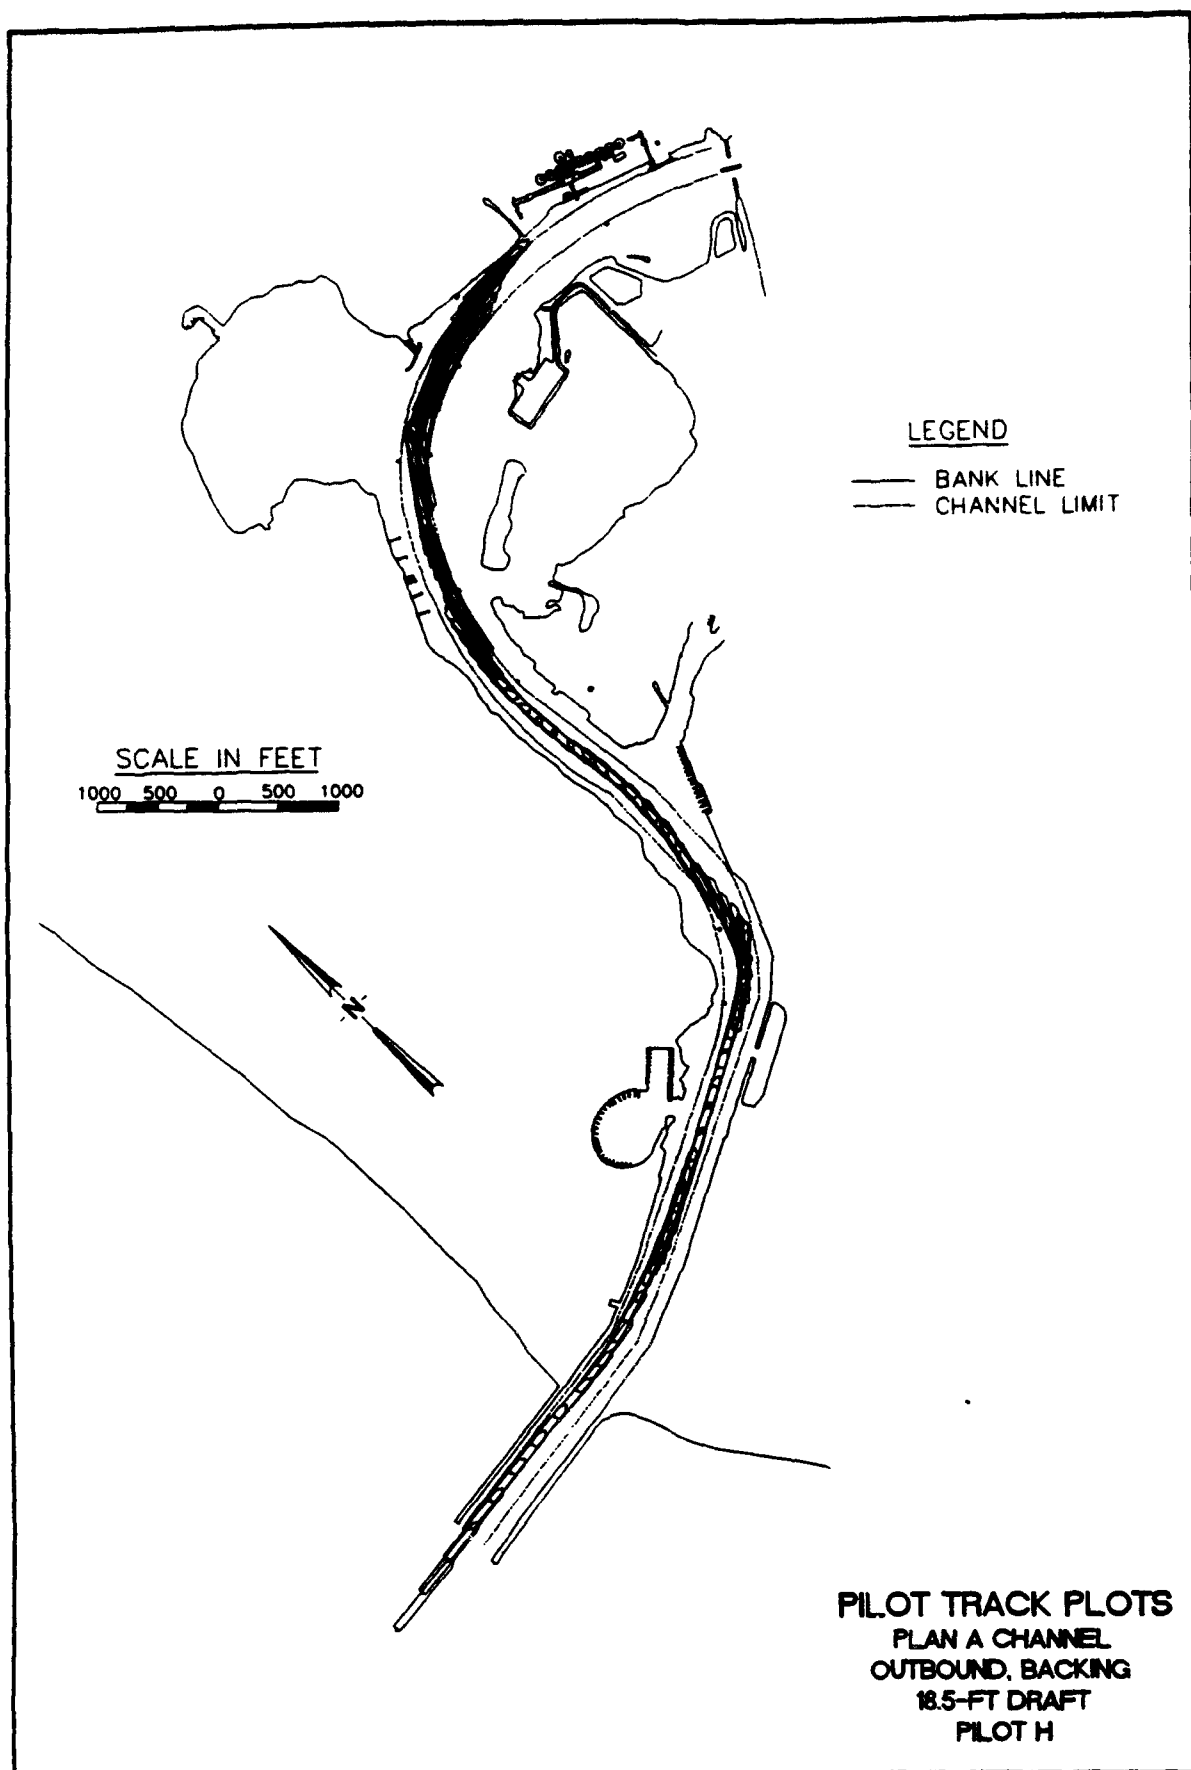 LEGEND
BANK LINE
CHANNEL LIMIT
SCALE IN FEET
1000 500 0 500 1000
N
PILOT TRACK PLOTS
PLAN A CHANNEL
OUTBOUND, BACKING
18.5-FT DRAFT
PILOT H